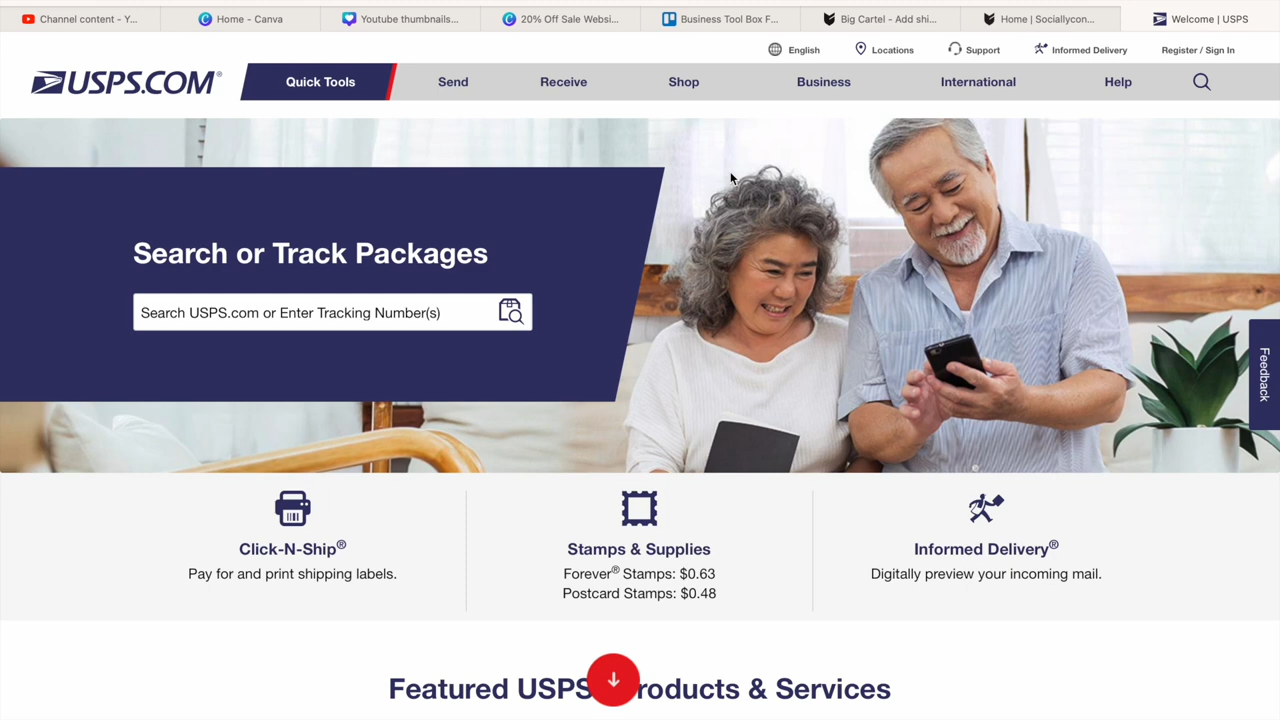 Channel content - Y...
Home - Canva
Youtube thumbnails...
20% Off Sale Websi...
Business Tool Box F...
Big Cartel - Add shi...
Home | Sociallycon...
Welcome | USPS
English
Locations
Support
Informed Delivery
Register / Sign In
USPS.COM®
Quick Tools
Send
Receive
Shop
Business
International
Help
Search or Track Packages
Search USPS.com or Enter Tracking Number(s)
Feedback
Click-N-Ship®
Pay for and print shipping labels.
Stamps & Supplies
Forever® Stamps: $0.63
Postcard Stamps: $0.48
Informed Delivery®
Digitally preview your incoming mail.
Featured USPS roducts & Services